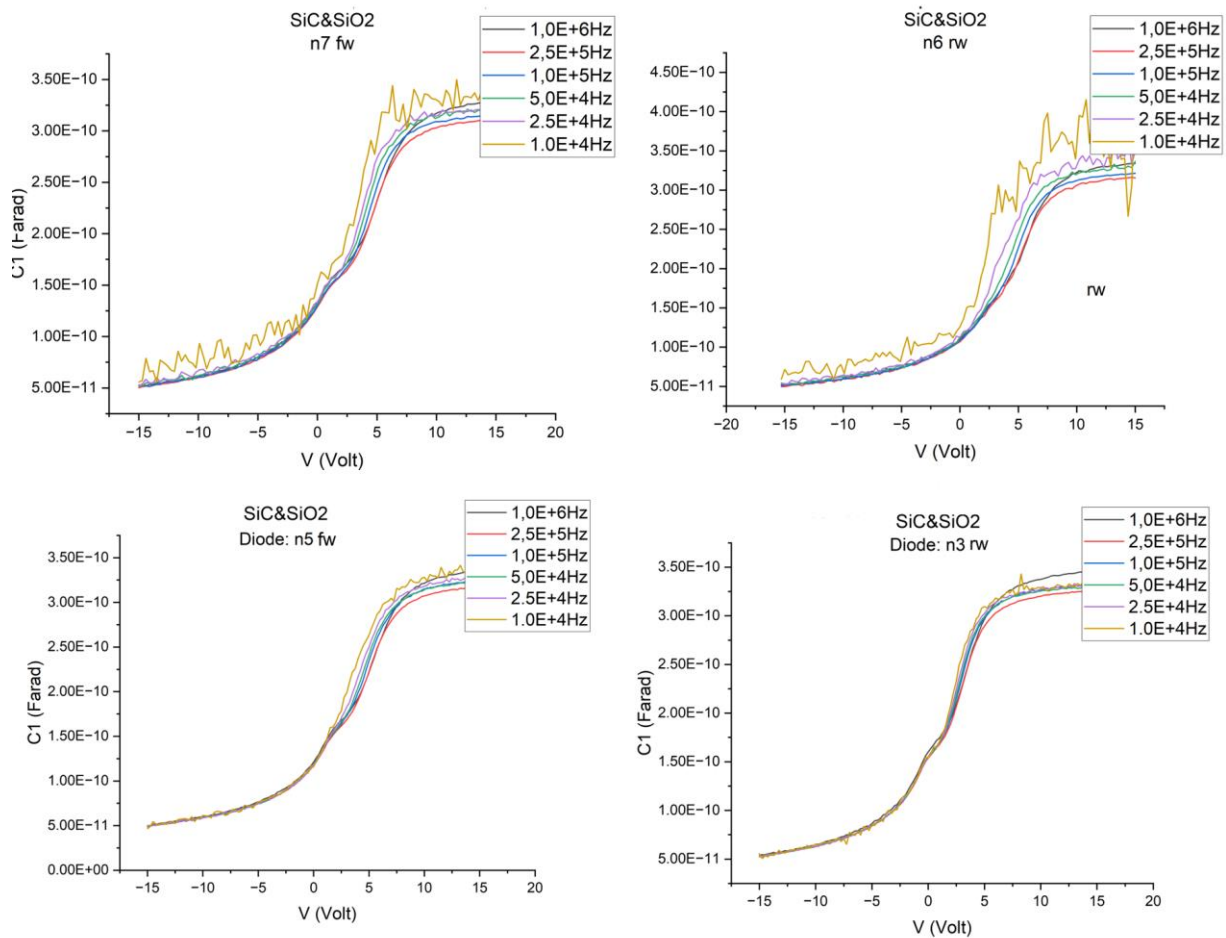 SiC&SiO2
n7 fw
1,0E+6Hz
2,5E+5Hz
1,0E+5Hz
5,0E+4Hz
2.5E+4Hz
1.0E+4Hz
3.50E−10
3.00E−10
2.50E−10
2.00E−10
1.50E−10
1.00E−10
5.00E−11
C1 (Farad)
−15 −10 −5 0 5 10 15 20
V (Volt)
SiC&SiO2
n6 rw
1,0E+6Hz
2,5E+5Hz
1,0E+5Hz
5,0E+4Hz
2.5E+4Hz
1.0E+4Hz
4.50E−10
4.00E−10
3.50E−10
3.00E−10
2.50E−10
2.00E−10
1.50E−10
1.00E−10
5.00E−11
rw
−20 −15 −10 −5 0 5 10 15
V (Volt)
SiC&SiO2
Diode: n5 fw
1,0E+6Hz
2,5E+5Hz
1,0E+5Hz
5,0E+4Hz
2.5E+4Hz
1.0E+4Hz
3.50E−10
3.00E−10
2.50E−10
2.00E−10
1.50E−10
1.00E−10
5.00E−11
0.00E+00
C1 (Farad)
−15 −10 −5 0 5 10 15 20
V (Volt)
SiC&SiO2
Diode: n3 rw
1,0E+6Hz
2,5E+5Hz
1,0E+5Hz
5,0E+4Hz
2.5E+4Hz
1.0E+4Hz
3.50E−10
3.00E−10
2.50E−10
2.00E−10
1.50E−10
1.00E−10
5.00E−11
C1 (Farad)
−15 −10 −5 0 5 10 15 20
V (Volt)